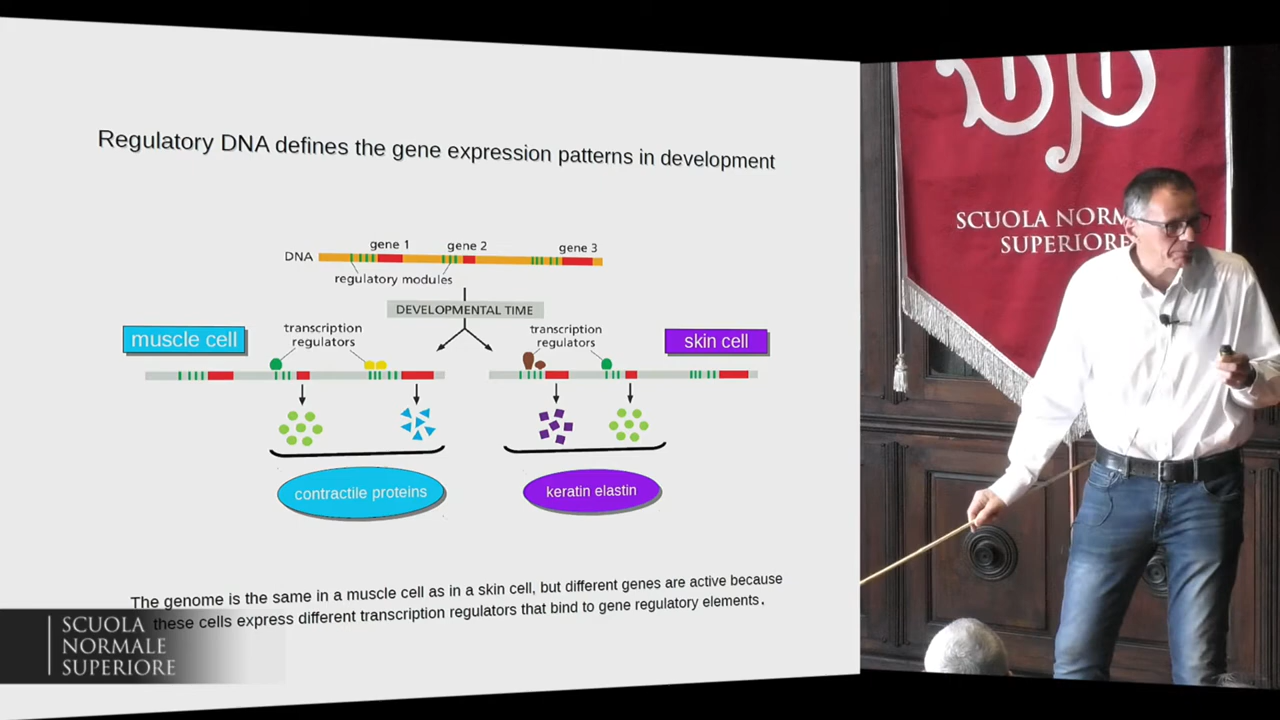 Regulatory DNA defines the gene expression patterns in development
DNA
gene 1
gene 2
gene 3
regulatory modules
DEVELOPMENTAL TIME
muscle cell
transcription
regulators
transcription
regulators
skin cell
contractile proteins
keratin elastin
The genome is the same in a muscle cell as in a skin cell, but different genes are active because
these cells express different transcription regulators that bind to gene regulatory elements.
SCUOLA
NORMALE
SUPERIORE
SCUOLA NORM
SUPERIORE